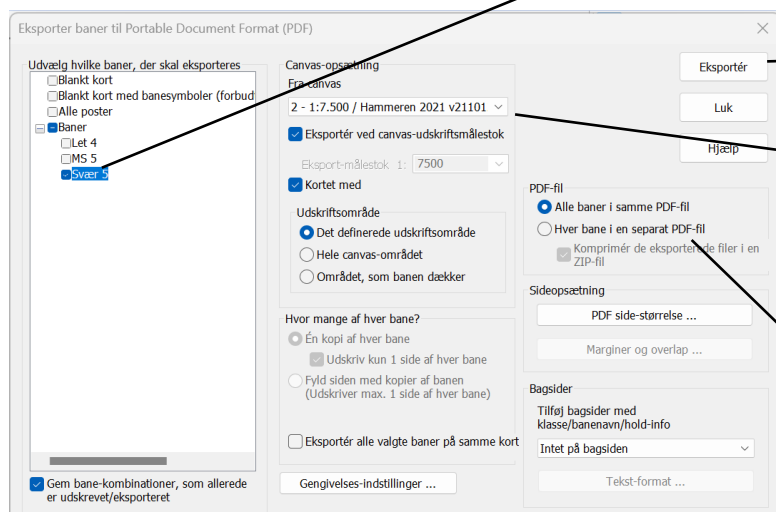 Exporter baner til Portable Document Format (PDF)
Udvælg hvilke baner, der skal eksporteres
Blankt kort
Blankt kort med banesymboler (forbud
Alle poster
Baner
Let 4
MS 5
Svær 5
Gem bane-kombinationer, som allerede
er udskrevet/eksporteret
Canvas-opsætning
Fra canvas
2 - 1:7.500 / Hammeren 2021 v21101
Eksportér ved canvas-udskriftsmålestok
Eksport-målestok 1: 7500
Kortet med
Udskriftsområde
Det definerede udskriftsområde
Hele canvas-området
Området, som banen dækker
Hvor mange af hver bane?
Én kopi af hver bane
Udskriv kun 1 side af hver bane
Fyld siden med kopier af banen
(Udskriver max. 1 side af hver bane)
Eksportér alle valgte baner på samme kort
Gengivelses-indstillinger ...
Eksportér
Luk
Hjælp
PDF-fil
Alle baner i samme PDF-fil
Hver bane i en separat PDF-fil
Komprimér de eksporterede filer i en
ZIP-fil
Sideopsætning
PDF side-størrelse ...
Marginer og overlap ...
Bagsider
Tilføj bagsider med
klasse/banenavn/hold-info
Intet på bagsiden
Tekst-format ...